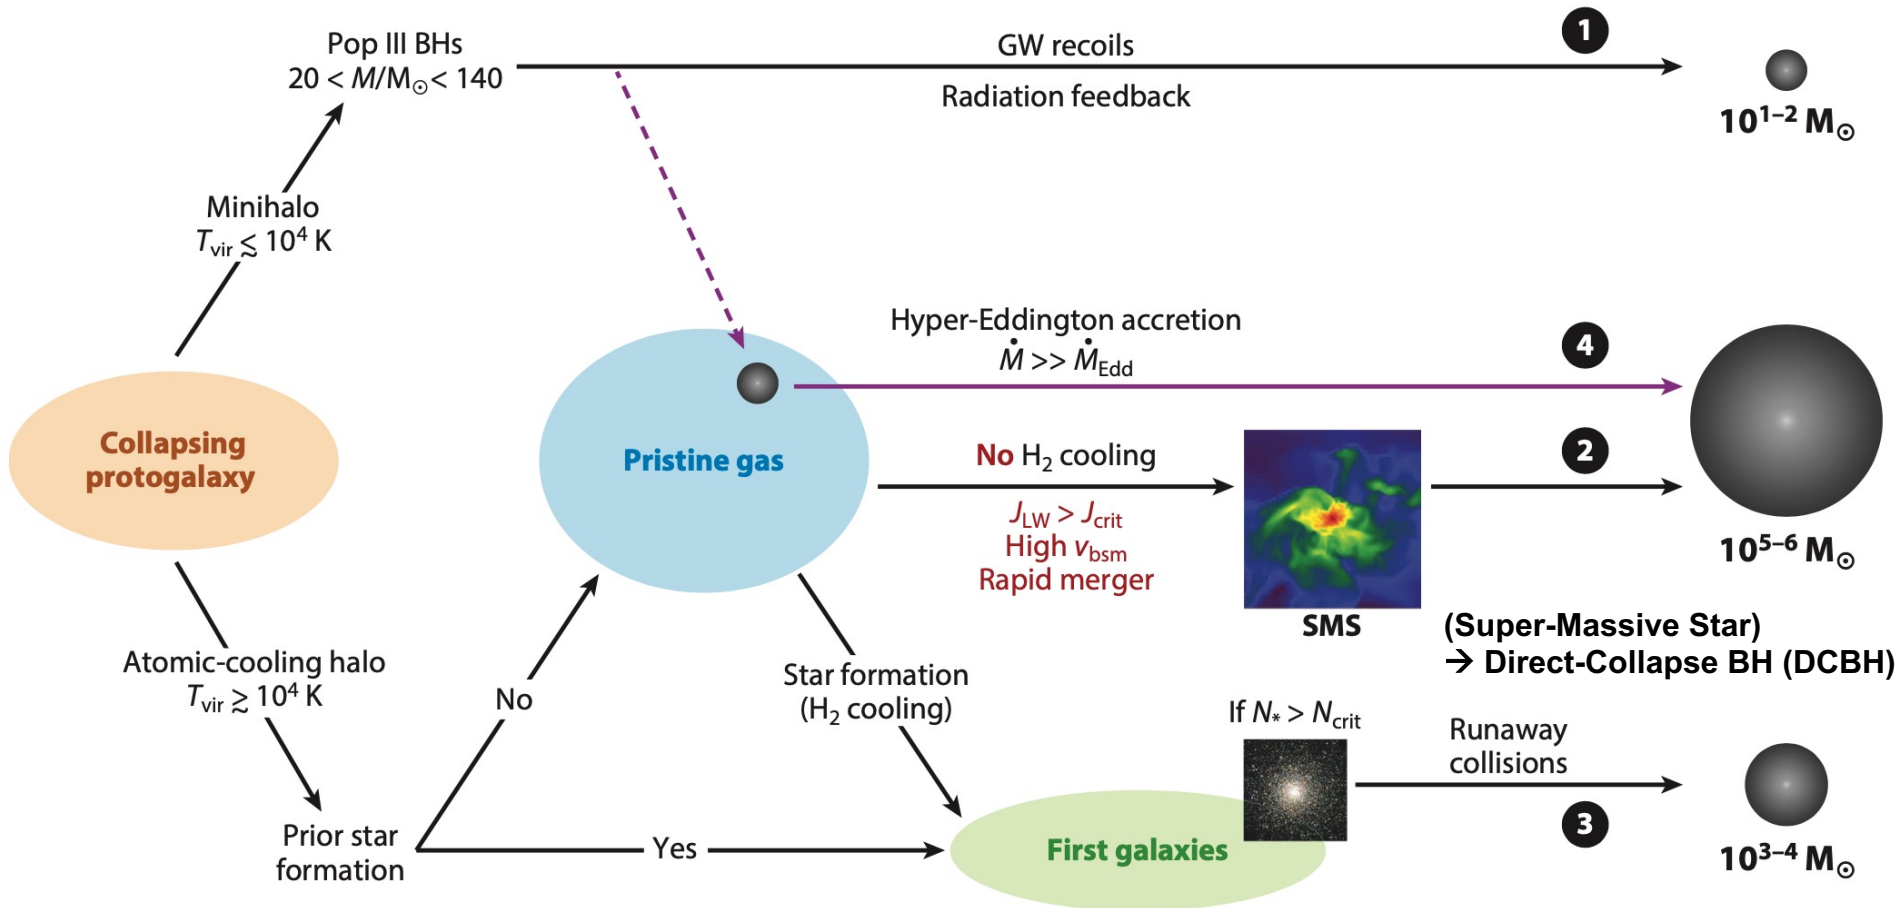 Pop III BHs
20 < M/M☉ < 140
GW recoils
Radiation feedback
1
10¹⁻² M☉
Minihalo
Tvir ≲ 10⁴ K
Hyper-Eddington accretion
Ṁ >> ṀEdd
4
Collapsing
protogalaxy
Pristine gas
No H₂ cooling
JLW > Jcrit
High vbsm
Rapid merger
2
10⁵⁻⁶ M☉
SMS
(Super-Massive Star)
→ Direct-Collapse BH (DCBH)
Atomic-cooling halo
Tvir ≳ 10⁴ K
No
Star formation
(H₂ cooling)
If N* > Ncrit
Runaway
collisions
3
10³⁻⁴ M☉
Prior star
formation
Yes
First galaxies